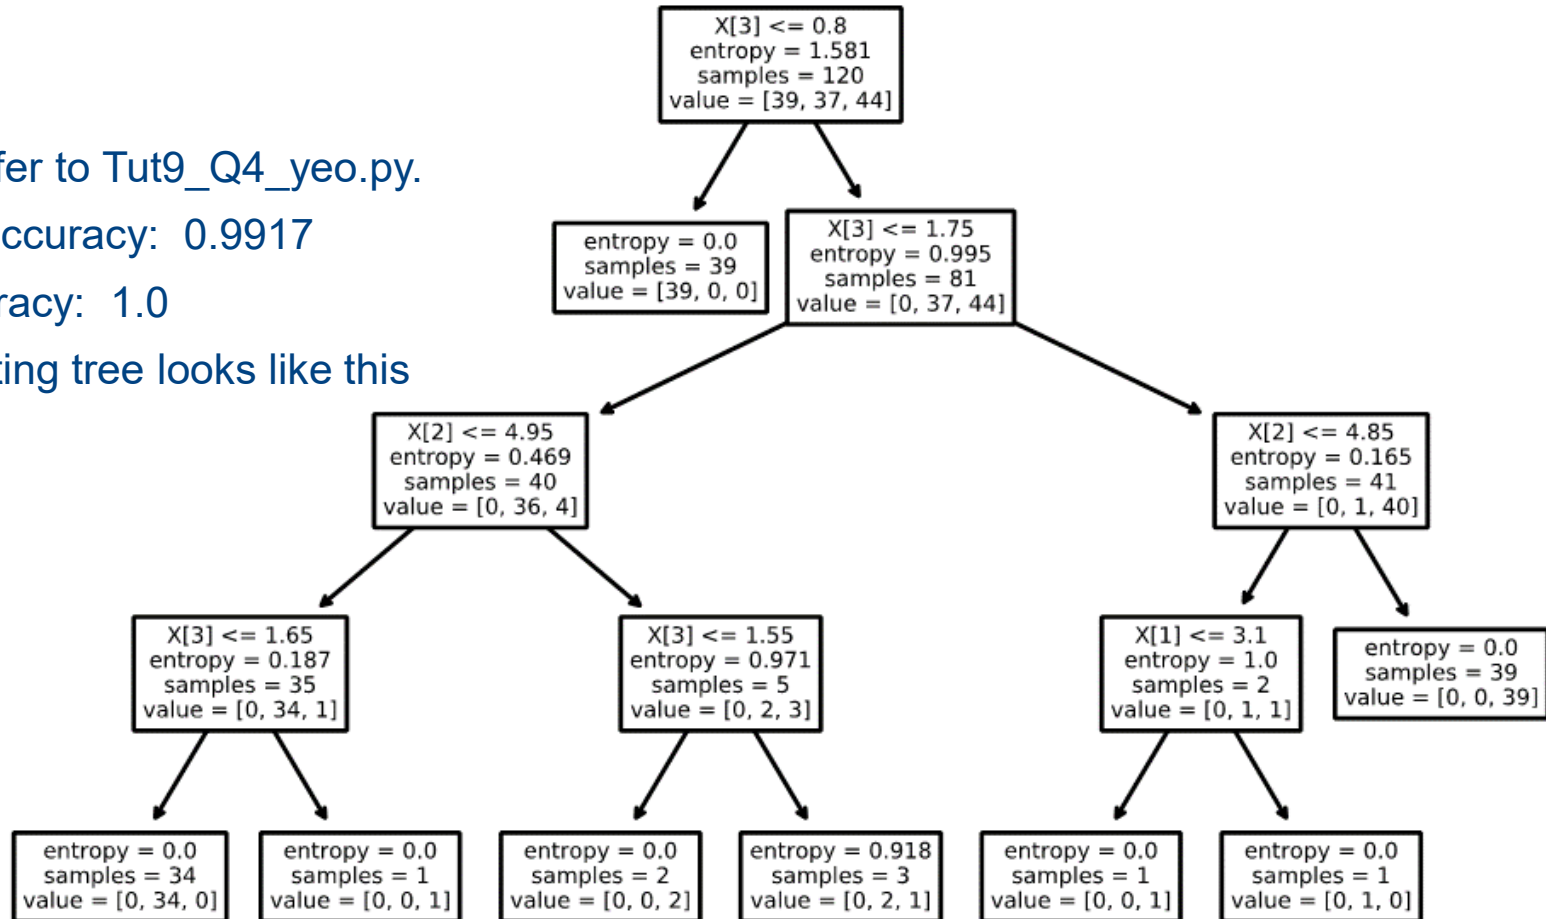 X[3] <= 0.8
entropy = 1.581
samples = 120
value = [39, 37, 44]
fer to Tut9_Q4_yeo.py.
ccuracy: 0.9917
racy: 1.0
ting tree looks like this
entropy = 0.0
samples = 39
value = [39, 0, 0]
X[3] <= 1.75
entropy = 0.995
samples = 81
value = [0, 37, 44]
X[2] <= 4.95
entropy = 0.469
samples = 40
value = [0, 36, 4]
X[2] <= 4.85
entropy = 0.165
samples = 41
value = [0, 1, 40]
X[3] <= 1.65
entropy = 0.187
samples = 35
value = [0, 34, 1]
X[3] <= 1.55
entropy = 0.971
samples = 5
value = [0, 2, 3]
X[1] <= 3.1
entropy = 1.0
samples = 2
value = [0, 1, 1]
entropy = 0.0
samples = 39
value = [0, 0, 39]
entropy = 0.0
samples = 34
value = [0, 34, 0]
entropy = 0.0
samples = 1
value = [0, 0, 1]
entropy = 0.0
samples = 2
value = [0, 0, 2]
entropy = 0.918
samples = 3
value = [0, 2, 1]
entropy = 0.0
samples = 1
value = [0, 0, 1]
entropy = 0.0
samples = 1
value = [0, 1, 0]